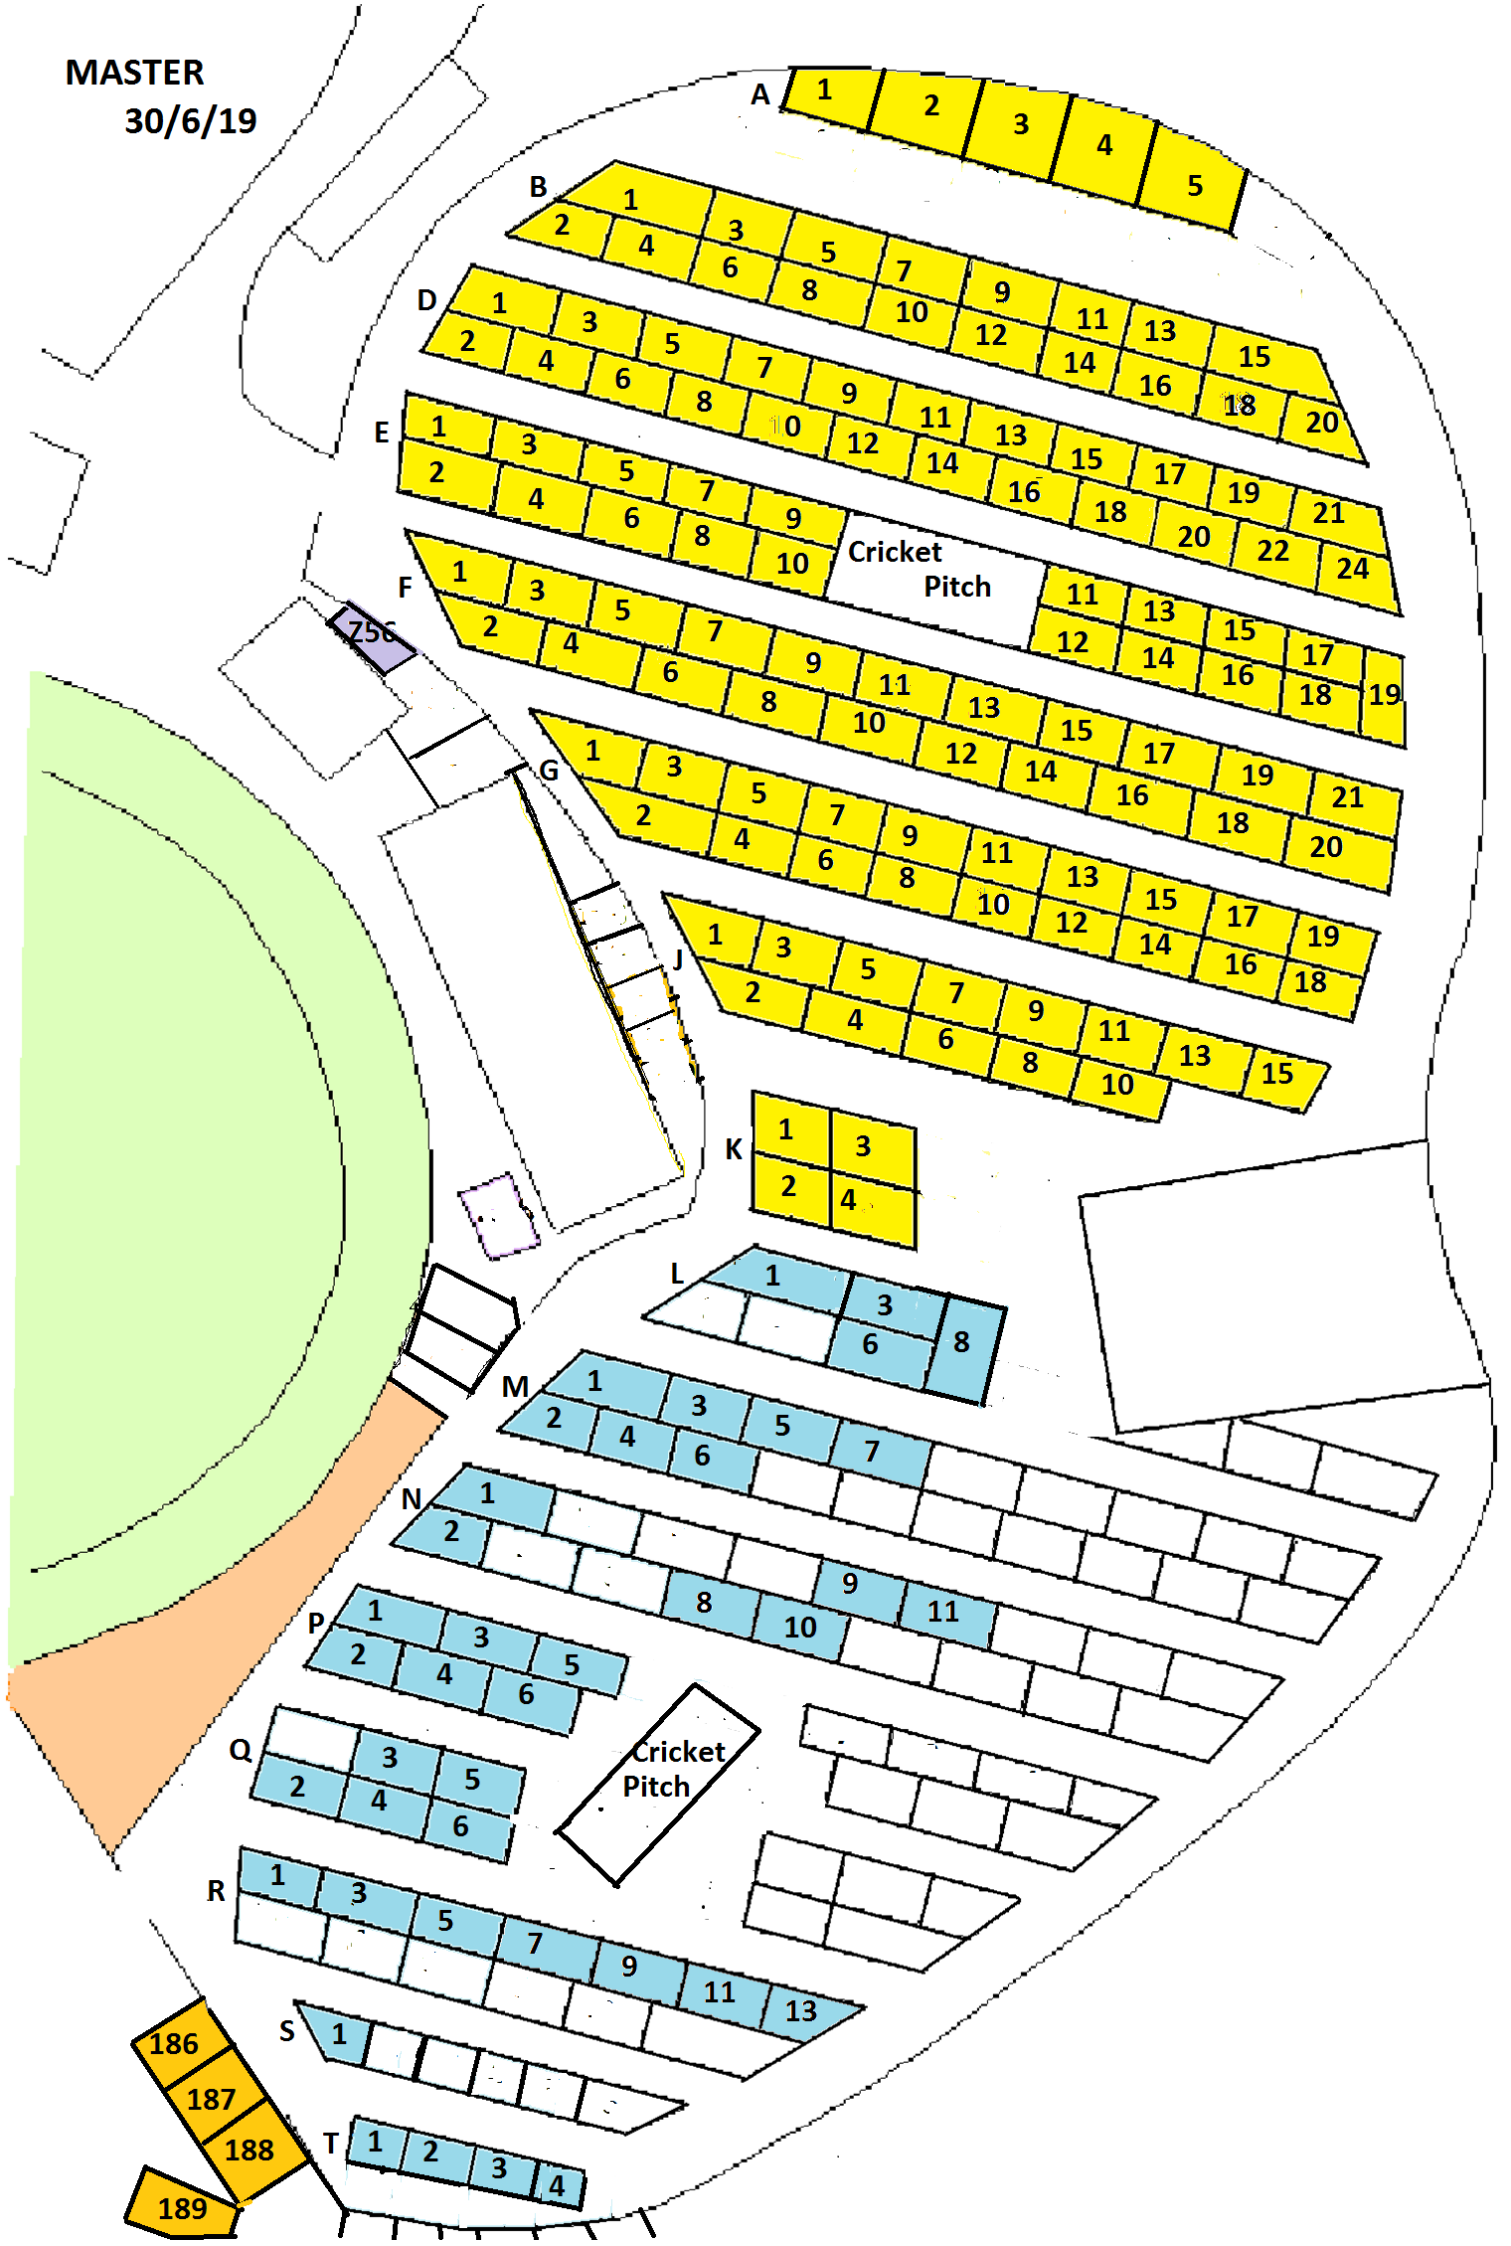 MASTER
30/6/19
A
1 2 3 4 5
B
1 3 5 7 9 11 13 15
2 4 6 8 10 12 14 16 18 20
D
1 3 5 7 9 11 13 15 17 19 21
2 4 6 8 10 12 14 16 18 20 22 24
E
1 3 5 7 9
2 4 6 8 10
Cricket
Pitch
11 13 15 17 19
12 14 16 18
F
1 3 5 7 9 11 13 15 17 19 21
2 4 6 8 10 12 14 16 18 20
Z56
G
1 3 5 7 9 11 13 15 17 19
2 4 6 8 10 12 14 16 18
J
1 3 5 7 9 11 13 15
2 4 6 8 10
K
1 3
2 4
L
1 3 8
6
M
1 3 5 7
2 4 6
N
1 9 11
2 8 10
P
1 3 5
2 4 6
Q
3 5
2 4 6
Cricket
Pitch
R
1 3 5 7 9 11 13
S
1
T
1 2 3 4
186
187
188
189